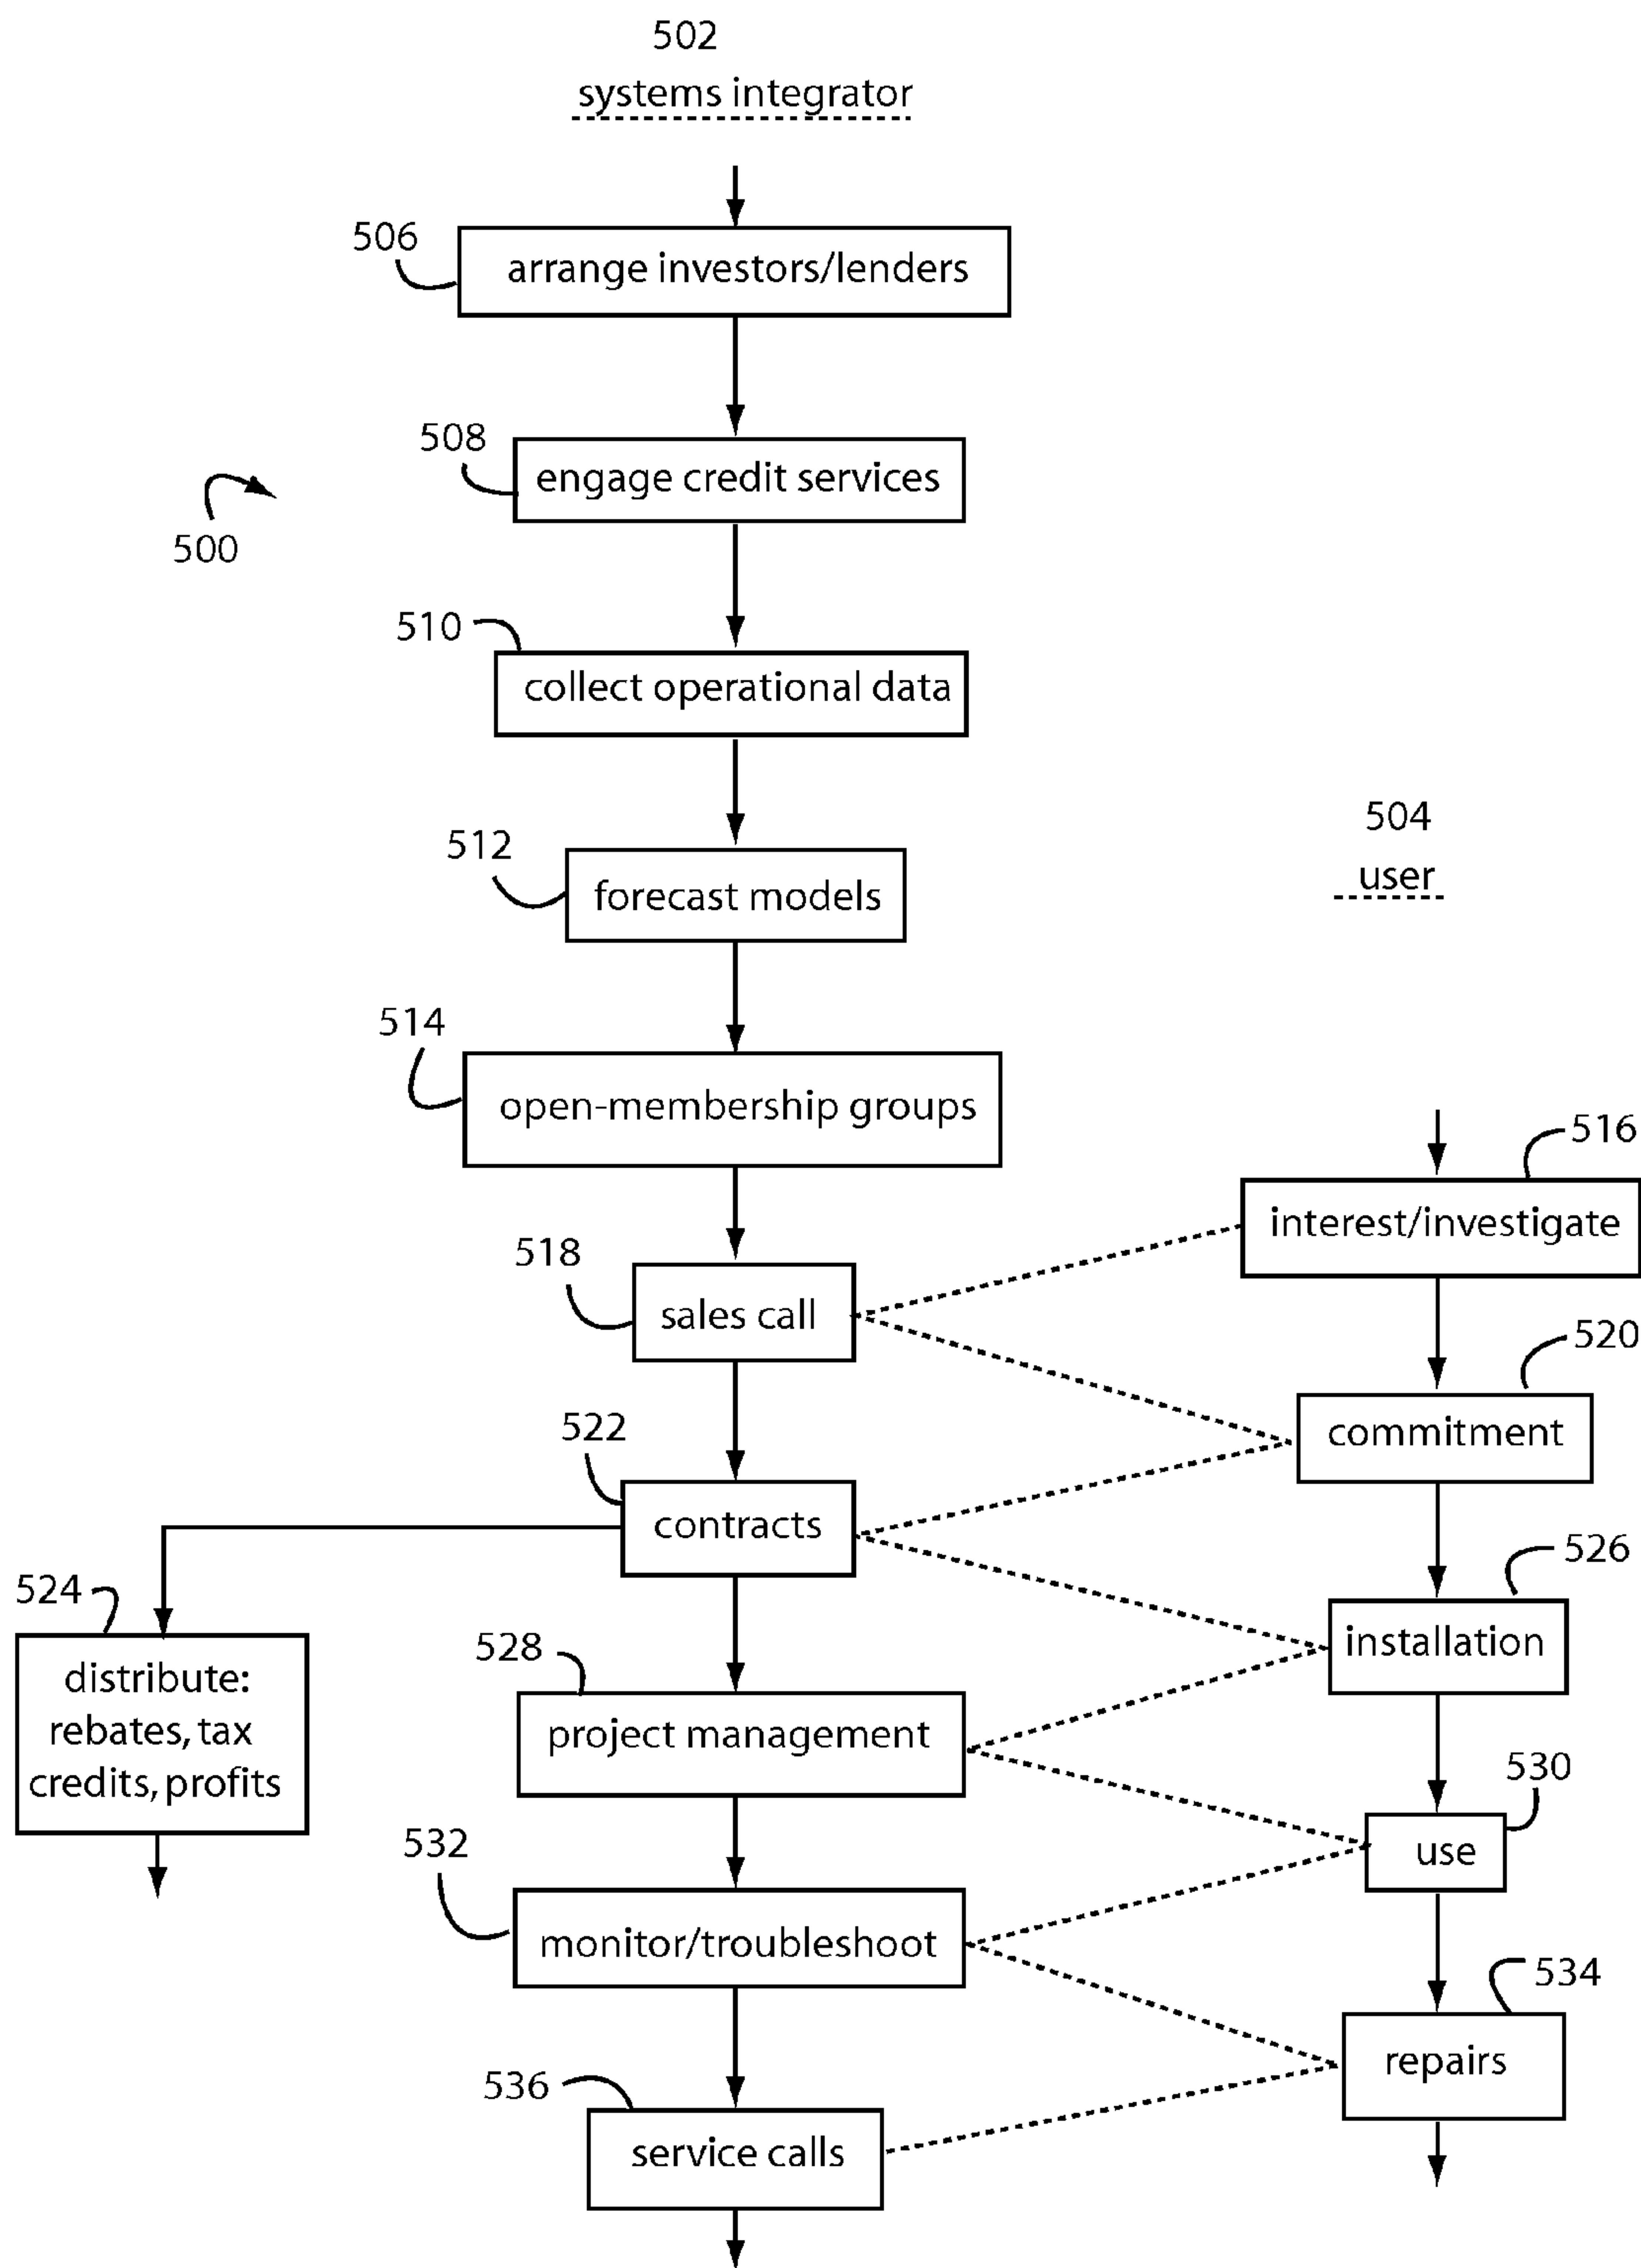 502
systems integrator
506
arrange investors/lenders
508
engage credit services
500
510
collect operational data
504
user
512
forecast models
514
open-membership groups
516
interest/investigate
518
sales call
520
commitment
522
contracts
524
distribute:
rebates, tax
credits, profits
526
installation
528
project management
530
use
532
monitor/troubleshoot
534
repairs
536
service calls